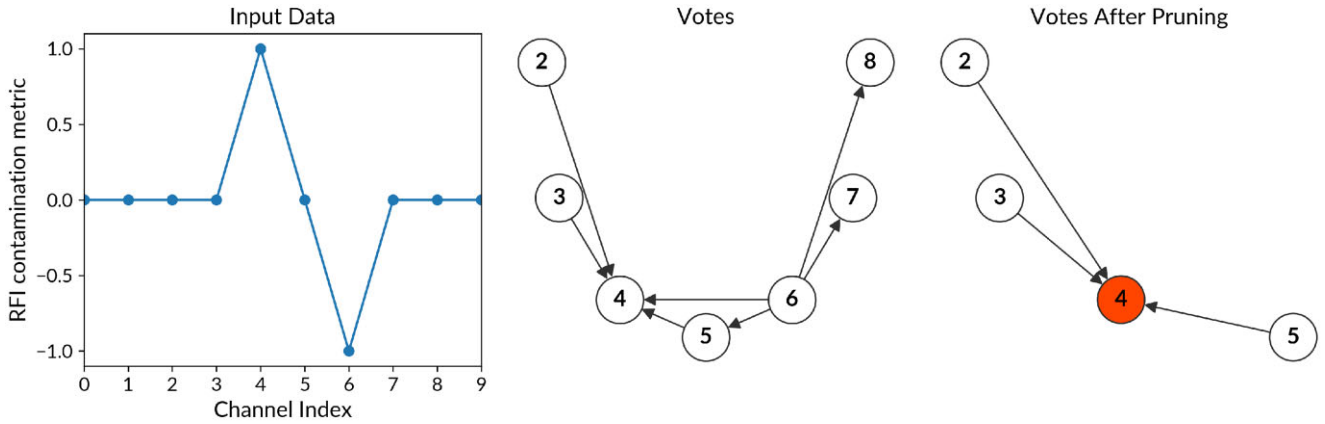 Input Data
RFI contamination metric
1.0
0.5
0.0
−0.5
−1.0
0 1 2 3 4 5 6 7 8 9
Channel Index
Votes
2
8
3
7
4
6
5
Votes After Pruning
2
3
4
5